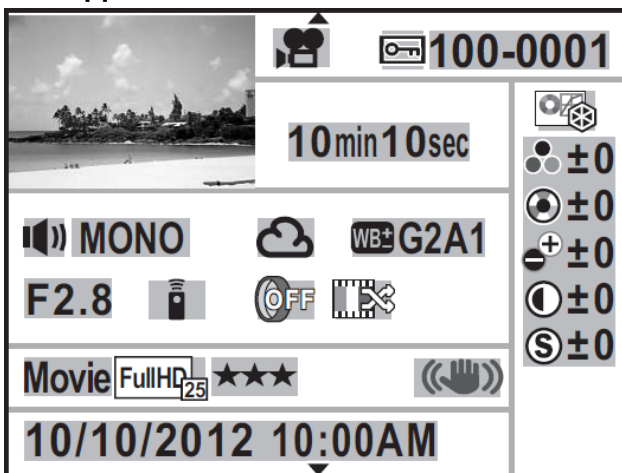 100-0001
10min10sec
±0
±0
±0
±0
S ±0
MONO
WB± G2A1
F2.8
OFF
Movie FullHD 25 ★★★
10/10/2012 10:00AM